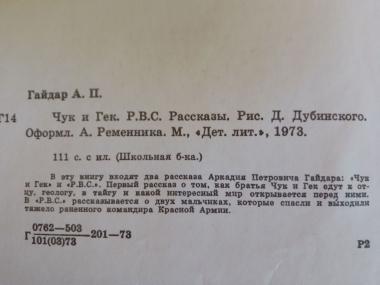 Гайдар А. П.
Г14 Чук и Гек. Р.В.С. Рассказы. Рис. Д. Дубинского.
Оформл. А. Ременника. М., «Дет. лит.», 1973.
111 с. с ил. (Школьная б-ка).
В эту книгу входят два рассказа Аркадия Петровича Гайдара: «Чук
и Гек» и «Р.В.С.». Первый рассказ о том, как братья Чук и Гек едут к от-
цу, геологу, в тайгу и какой интересный мир открывается перед ними.
В «Р.В.С.» рассказывается о двух мальчиках, которые спасли и выходили
тяжело раненного командира Красной Армии.
Г 0762—503
101(03)73 —201—73
Р2